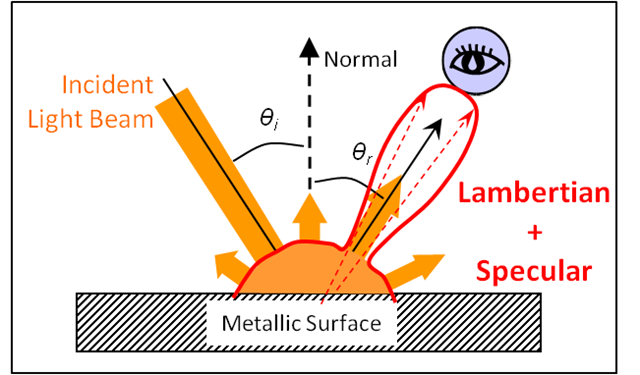 Normal
Incident
Light Beam
θi
θr
Lambertian
+
Specular
Metallic Surface